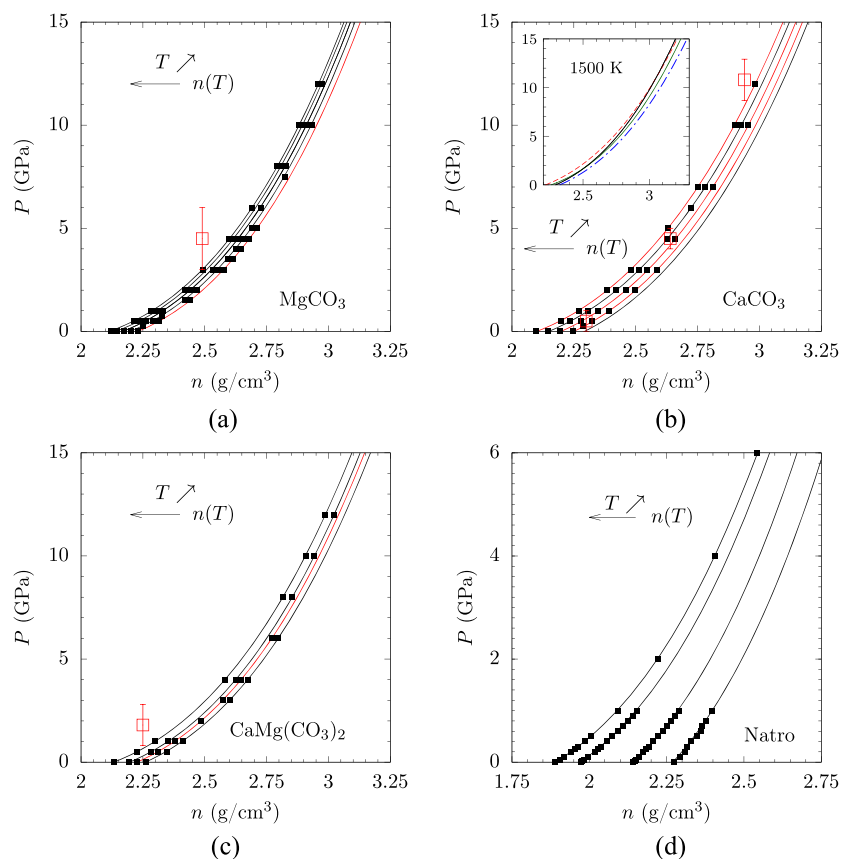 15
10
5
0
P (GPa)
T ↗
← n(T)
MgCO₃
2 2.25 2.5 2.75 3 3.25
n (g/cm³)
(a)
15
10
5
0
P (GPa)
15
10
5
0
1500 K
2.5 3
T ↗
← n(T)
CaCO₃
2 2.25 2.5 2.75 3 3.25
n (g/cm³)
(b)
15
10
5
0
P (GPa)
T ↗
← n(T)
CaMg(CO₃)₂
2 2.25 2.5 2.75 3 3.25
n (g/cm³)
(c)
6
4
2
0
P (GPa)
T ↗
← n(T)
Natro
1.75 2 2.25 2.5 2.75
n (g/cm³)
(d)